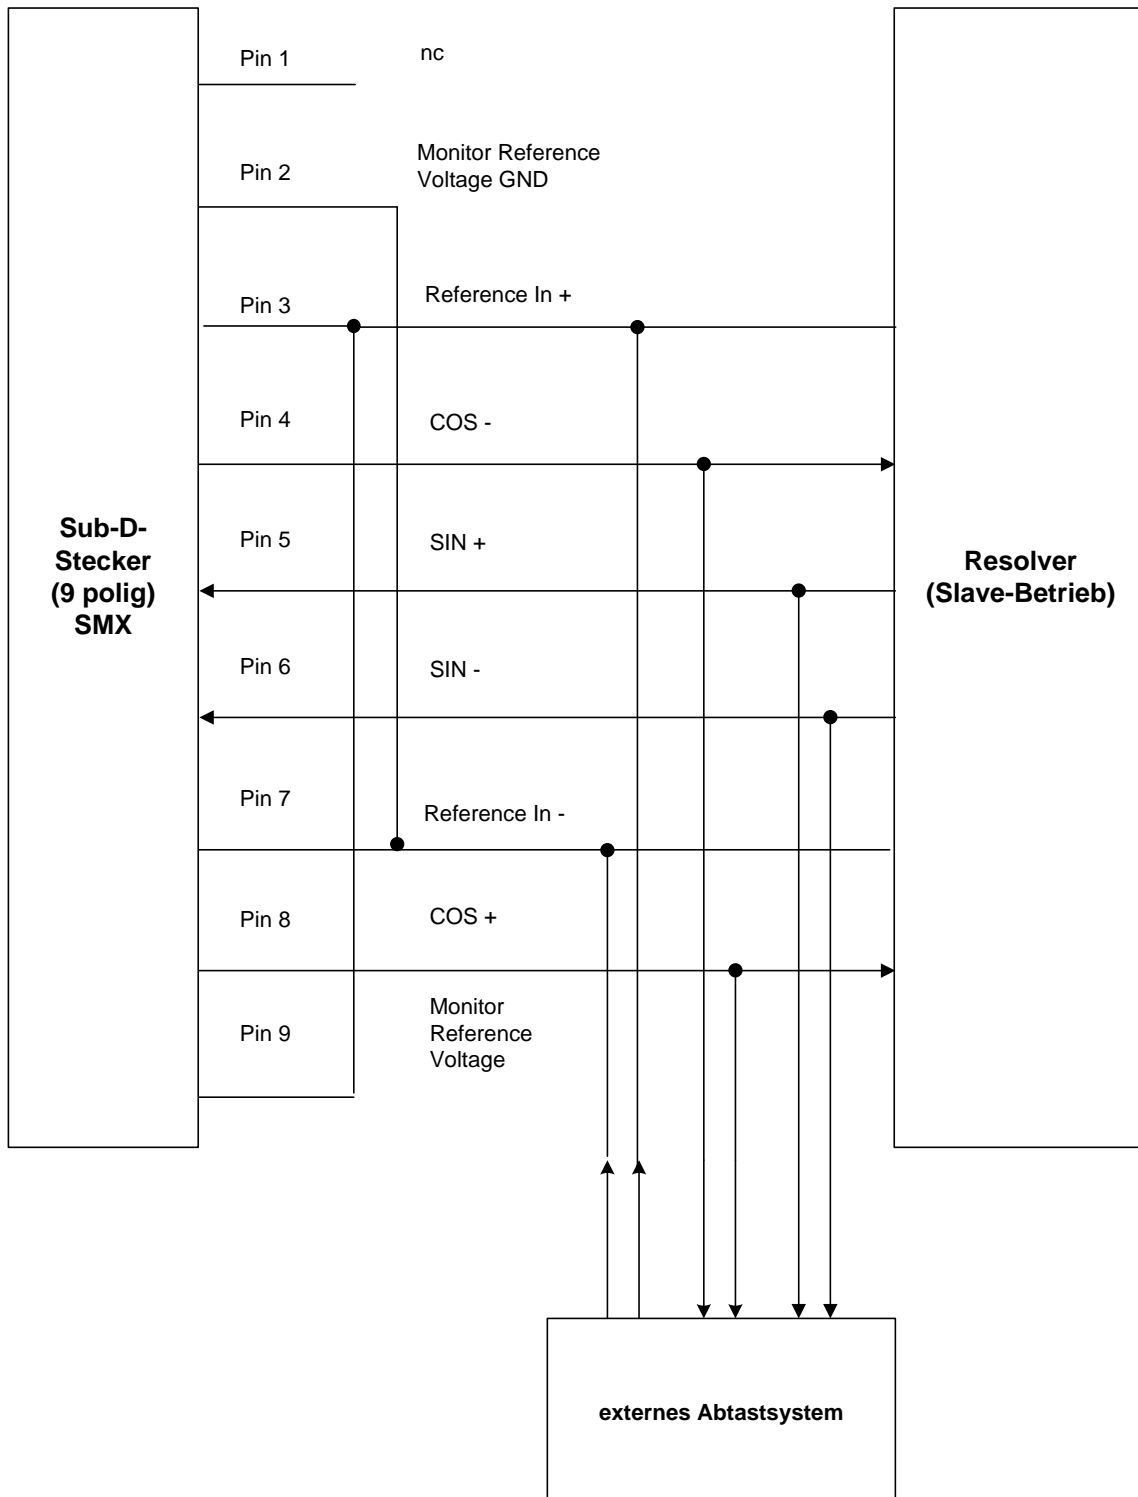 Pin 1
nc
Pin 2
Monitor Reference
Voltage GND
Pin 3
Reference In +
Pin 4
COS -
Sub-D-
Stecker
(9 polig)
SMX
Pin 5
SIN +
Resolver
(Slave-Betrieb)
Pin 6
SIN -
Pin 7
Reference In -
Pin 8
COS +
Pin 9
Monitor
Reference
Voltage
externes Abtastsystem